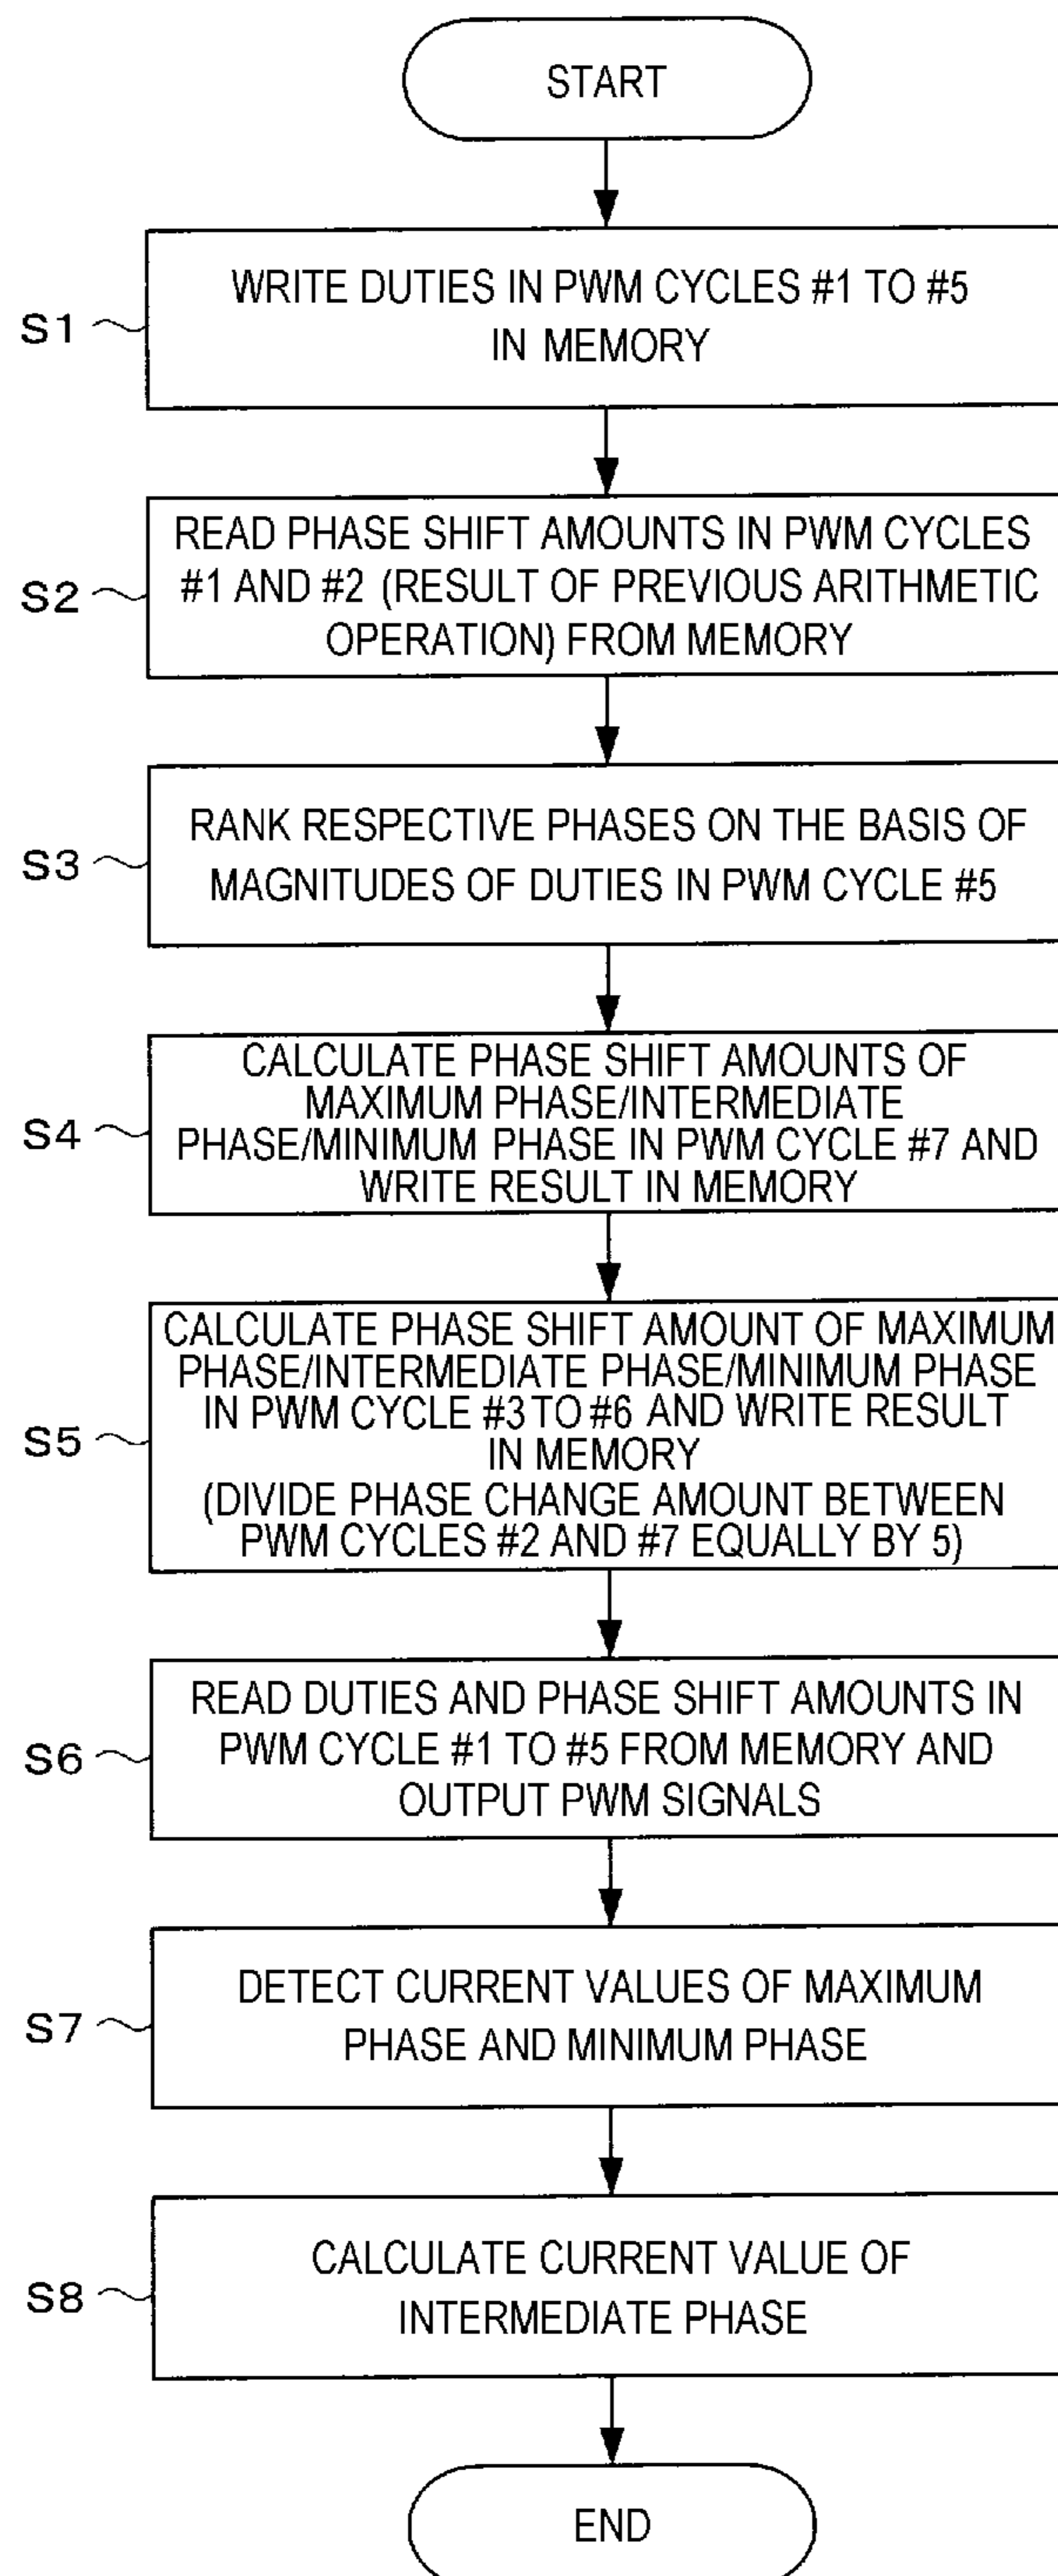 START
S1
WRITE DUTIES IN PWM CYCLES #1 TO #5
IN MEMORY
S2
READ PHASE SHIFT AMOUNTS IN PWM CYCLES
#1 AND #2 (RESULT OF PREVIOUS ARITHMETIC
OPERATION) FROM MEMORY
S3
RANK RESPECTIVE PHASES ON THE BASIS OF
MAGNITUDES OF DUTIES IN PWM CYCLE #5
S4
CALCULATE PHASE SHIFT AMOUNTS OF
MAXIMUM PHASE/INTERMEDIATE
PHASE/MINIMUM PHASE IN PWM CYCLE #7 AND
WRITE RESULT IN MEMORY
S5
CALCULATE PHASE SHIFT AMOUNT OF MAXIMUM
PHASE/INTERMEDIATE PHASE/MINIMUM PHASE
IN PWM CYCLE #3 TO #6 AND WRITE RESULT
IN MEMORY
(DIVIDE PHASE CHANGE AMOUNT BETWEEN
PWM CYCLES #2 AND #7 EQUALLY BY 5)
S6
READ DUTIES AND PHASE SHIFT AMOUNTS IN
PWM CYCLE #1 TO #5 FROM MEMORY AND
OUTPUT PWM SIGNALS
S7
DETECT CURRENT VALUES OF MAXIMUM
PHASE AND MINIMUM PHASE
S8
CALCULATE CURRENT VALUE OF
INTERMEDIATE PHASE
END